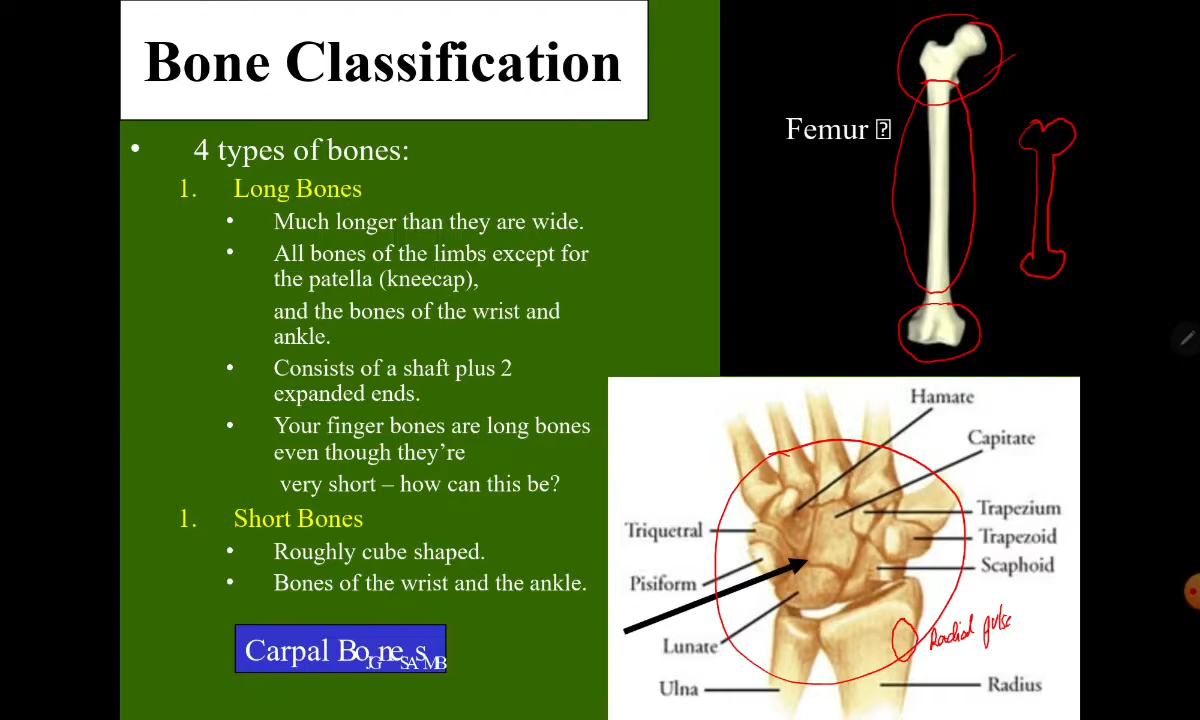 Bone Classification
• 4 types of bones:
1. Long Bones
• Much longer than they are wide.
• All bones of the limbs except for
the patella (kneecap),
and the bones of the wrist and
ankle.
• Consists of a shaft plus 2
expanded ends.
• Your finger bones are long bones
even though they’re
very short – how can this be?
1. Short Bones
• Roughly cube shaped.
• Bones of the wrist and the ankle.
Carpal Bones
Femur
Hamate
Capitate
Trapezium
Trapezoid
Scaphoid
Triquetral
Pisiform
Lunate
Ulna
Radius
Radial pulse